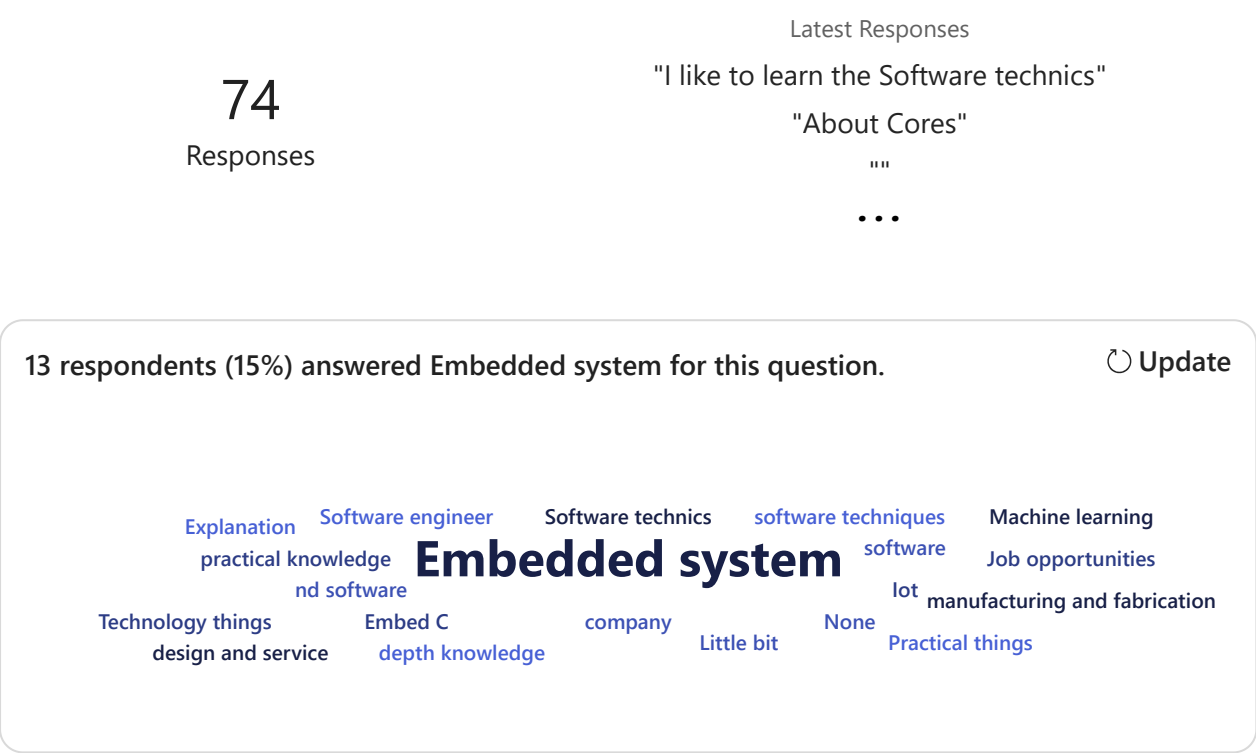 74
Responses
Latest Responses
"I like to learn the Software technics"
"About Cores"
""
...
13 respondents (15%) answered Embedded system for this question.
Update
Explanation
Software engineer
Software technics
software techniques
Machine learning
practical knowledge
Embedded system
software
Job opportunities
nd software
Iot
manufacturing and fabrication
Technology things
Embed C
company
None
design and service
depth knowledge
Little bit
Practical things